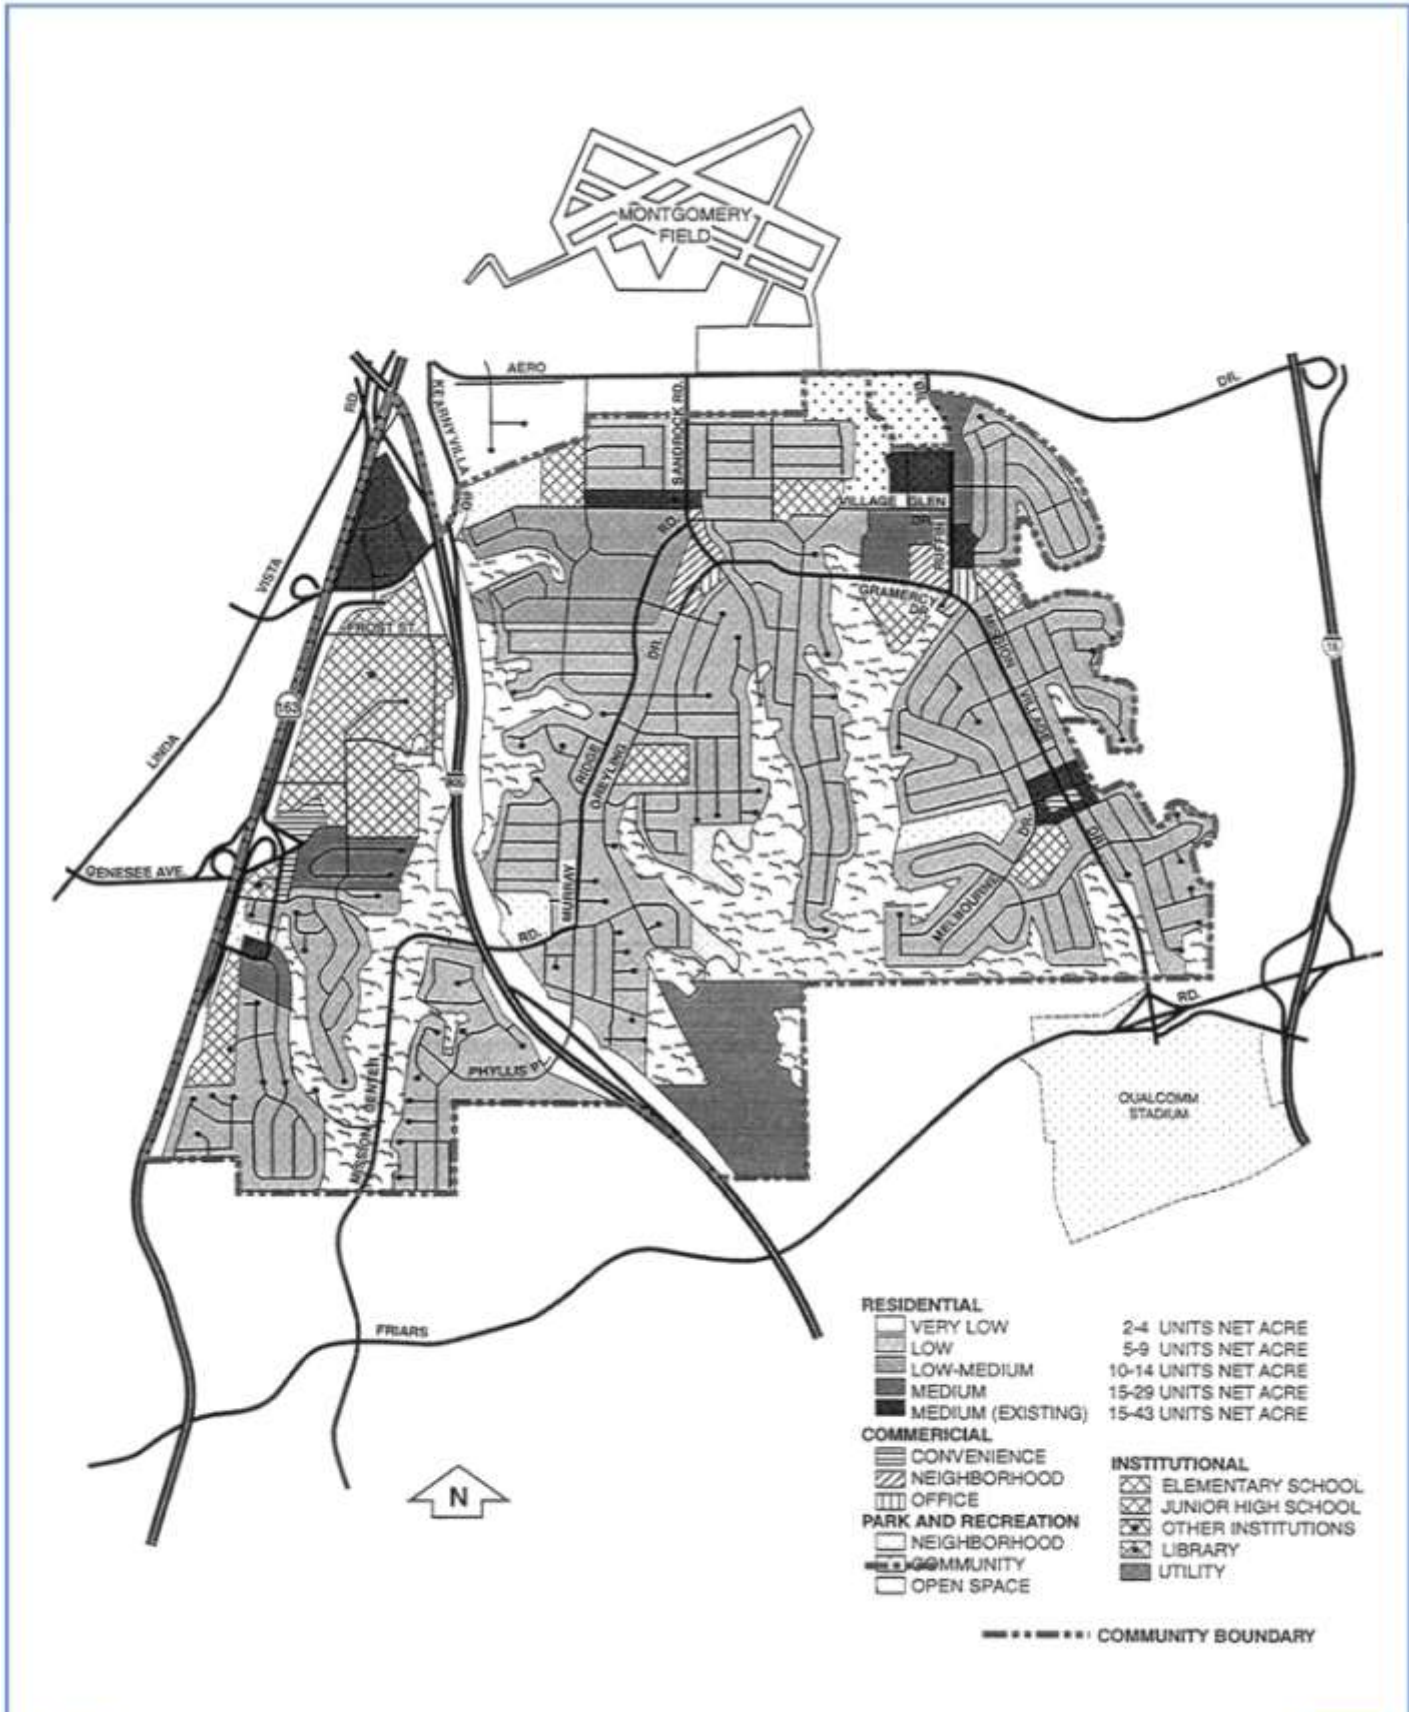 MONTGOMERY
FIELD
AERO
DR.
KEARNY VILLA
RD.
SANDROCK RD.
RD.
RD.
VILLAGE GLEN
DR.
RUFFIN
RD.
VISTA
LINDA
FROST ST.
163
GRAMERCY
DR.
MISSION
VILLAGE
DR.
DR.
RIDGE
GREYLING
MURRAY
RD.
GENESEE AVE.
DR.
MELBOURNE
PHYLLIS PL.
MISSION CENTER
RD.
QUALCOMM
STADIUM
FRIARS
N
RESIDENTIAL
VERY LOW 2-4 UNITS NET ACRE
LOW 5-9 UNITS NET ACRE
LOW-MEDIUM 10-14 UNITS NET ACRE
MEDIUM 15-29 UNITS NET ACRE
MEDIUM (EXISTING) 15-43 UNITS NET ACRE
COMMERICIAL
CONVENIENCE
NEIGHBORHOOD
OFFICE
PARK AND RECREATION
NEIGHBORHOOD
COMMUNITY
OPEN SPACE
INSTITUTIONAL
ELEMENTARY SCHOOL
JUNIOR HIGH SCHOOL
OTHER INSTITUTIONS
LIBRARY
UTILITY
COMMUNITY BOUNDARY